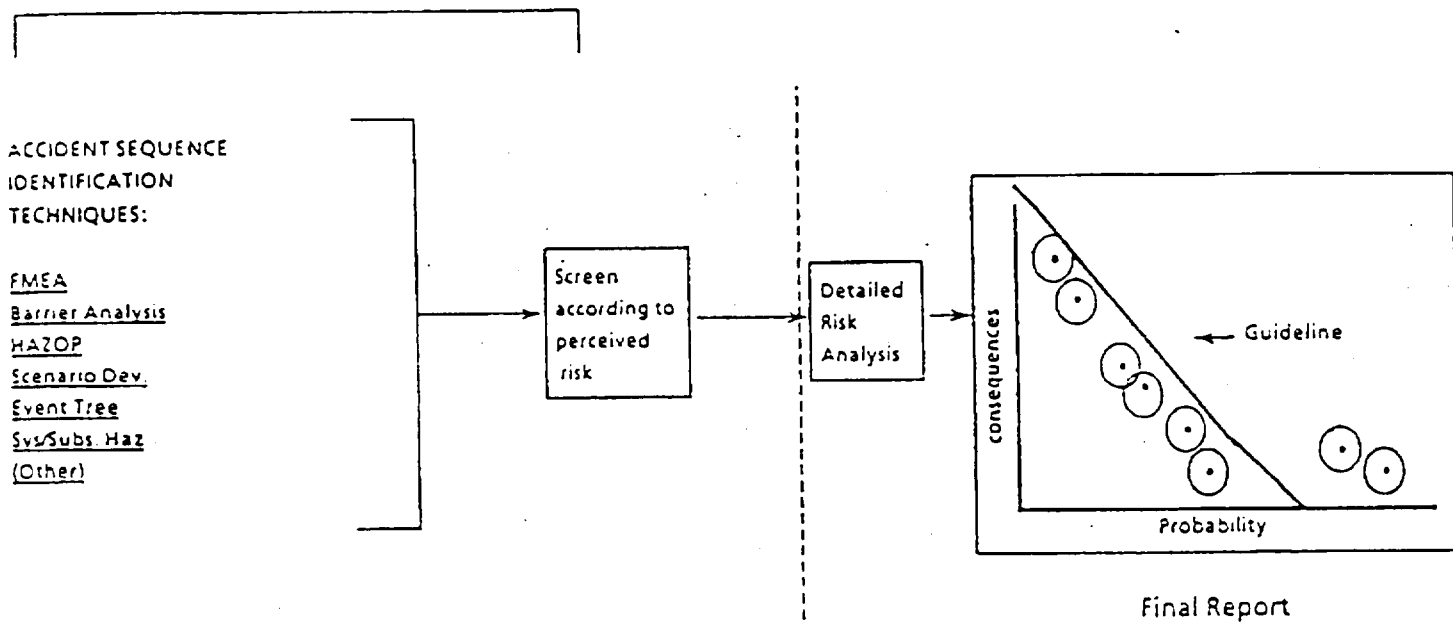 ACCIDENT SEQUENCE
IDENTIFICATION
TECHNIQUES:
FMEA
Barrier Analysis
HAZOP
Scenario Dev.
Event Tree
Sys/Subs. Haz
(Other)
Screen
according to
perceived
risk
Detailed
Risk
Analysis
consequences
Guideline
Probability
Final Report